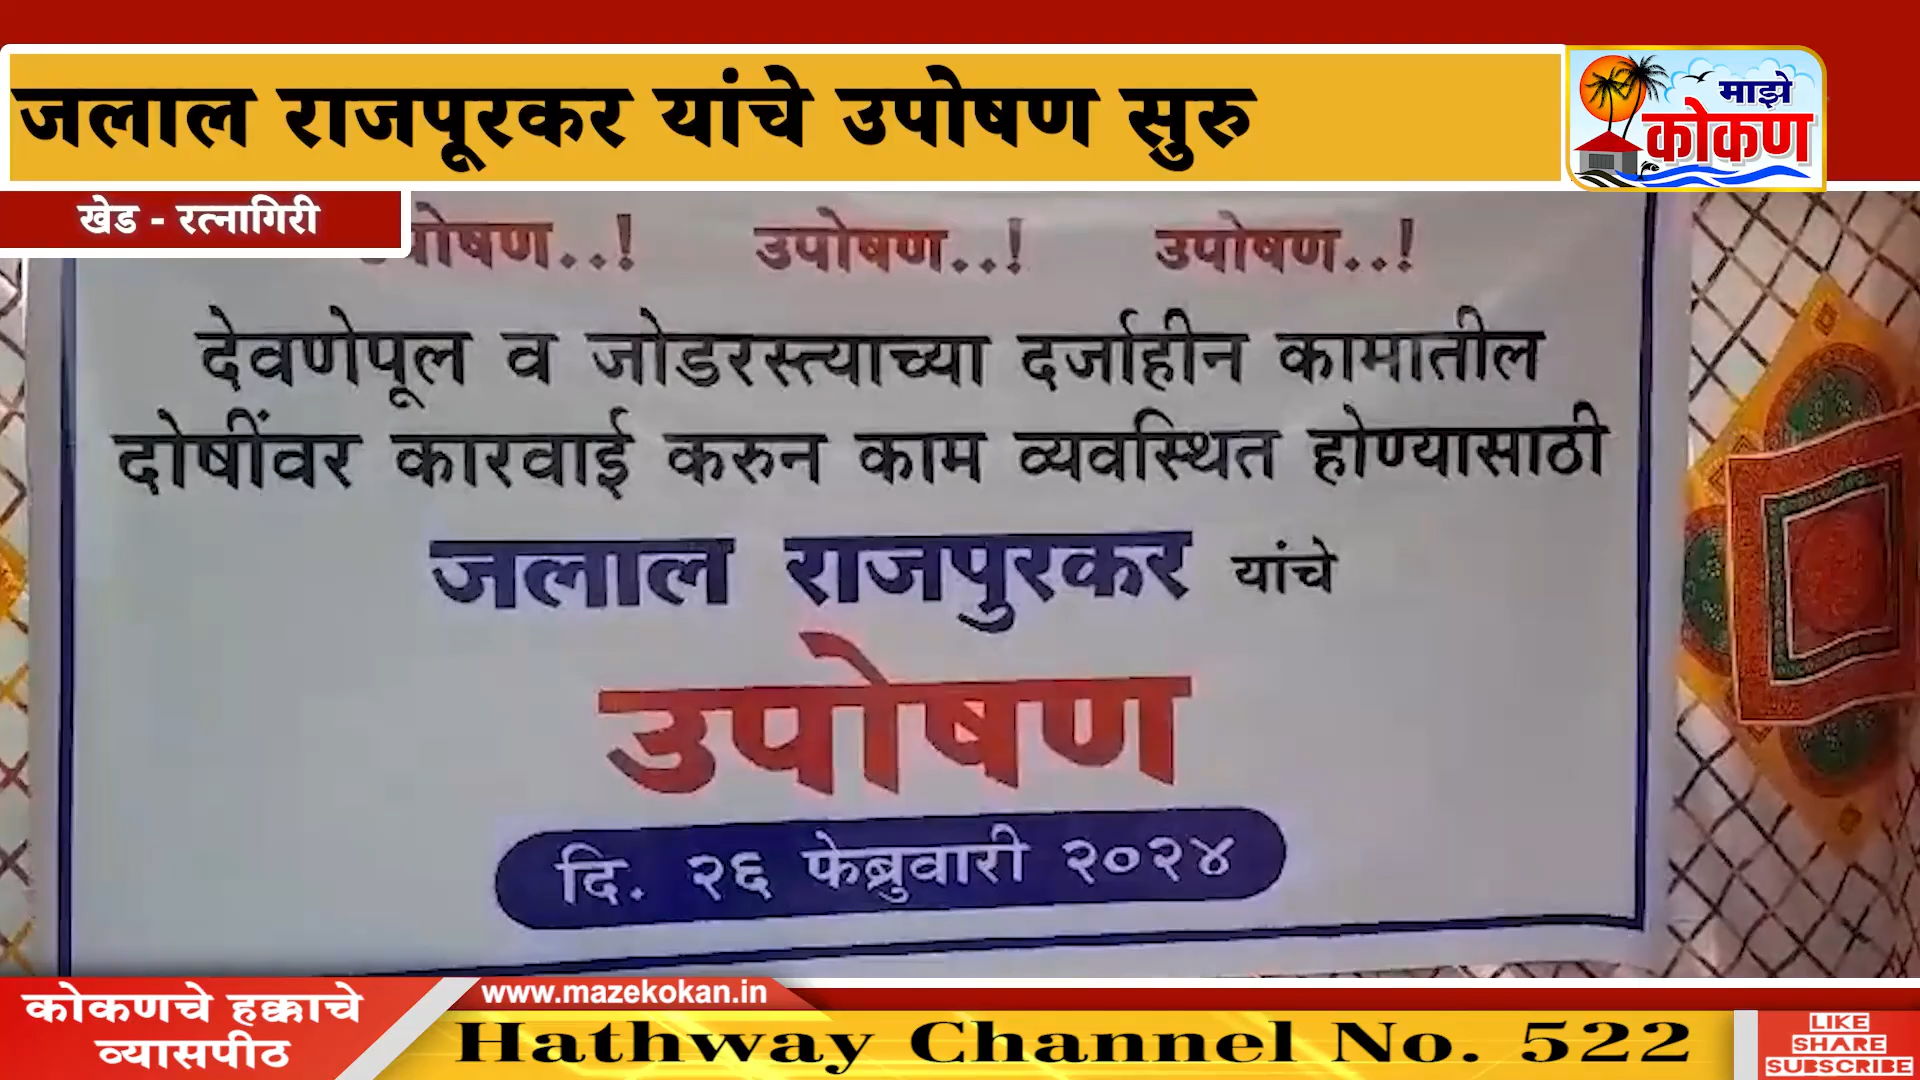 जलाल राजपूरकर यांचे उपोषण सुरु
माझे
कोकण
खेड - रत्नागिरी
उपोषण..! उपोषण..!
देवणेपूल व जोडरस्त्याच्या दर्जाहीन कामातील
दोषींवर कारवाई करुन काम व्यवस्थित होण्यासाठी
जलाल राजपुरकर यांचे
उपोषण
दि. २६ फेब्रुवारी २०२४
कोकणचे हक्काचे
व्यासपीठ
www.mazekokan.in
Hathway Channel No. 522
LIKE
SHARE
SUBSCRIBE